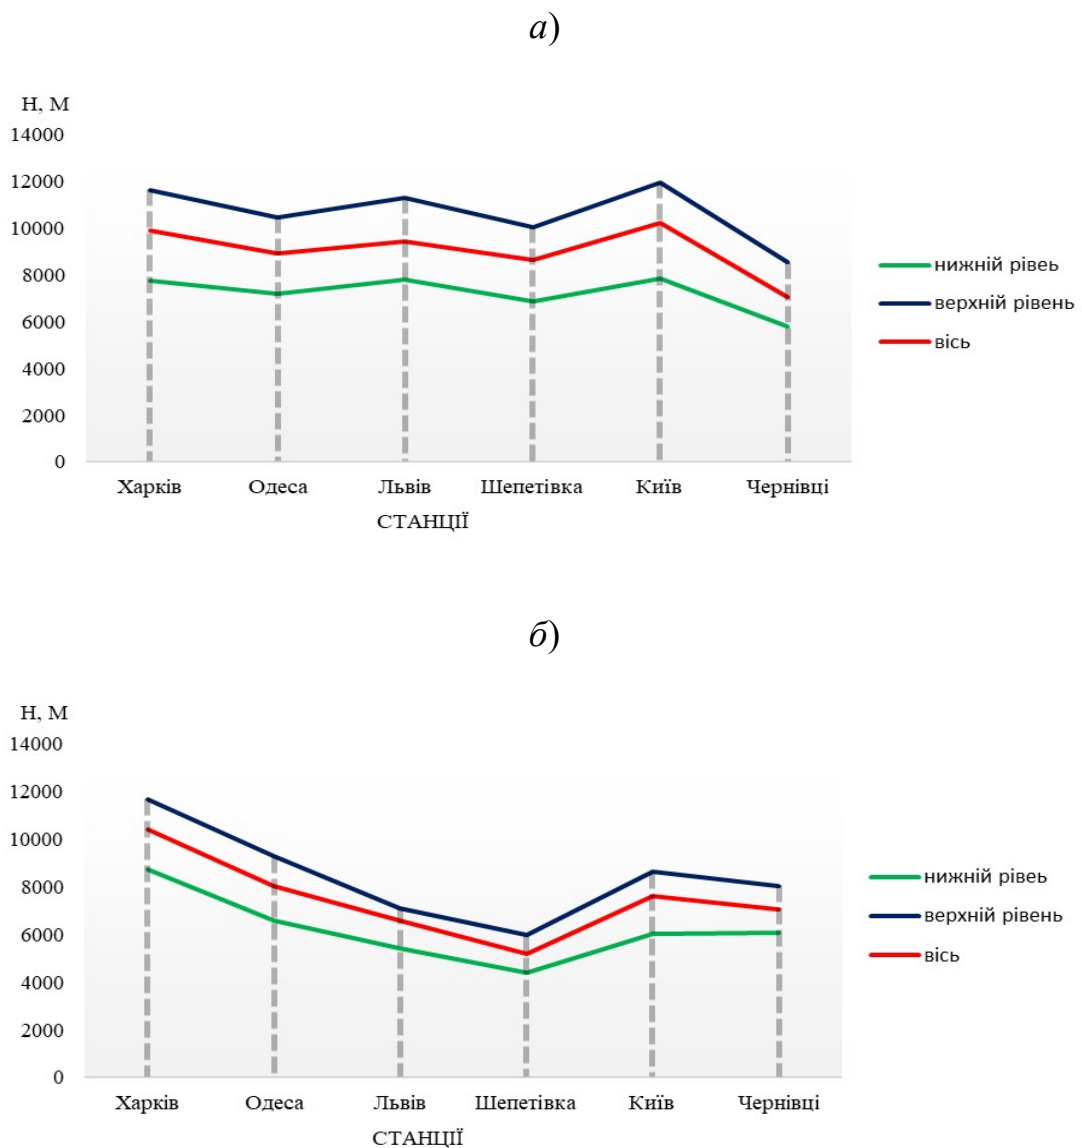 а)
Н, М
14000
12000
10000
8000
6000
4000
2000
0
Харків Одеса Львів Шепетівка Київ Чернівці
СТАНЦІЇ
нижній рівеь
верхній рівень
вісь
б)
Н, М
14000
12000
10000
8000
6000
4000
2000
0
Харків Одеса Львів Шепетівка Київ Чернівці
СТАНЦІЇ
нижній рівеь
верхній рівень
вісь